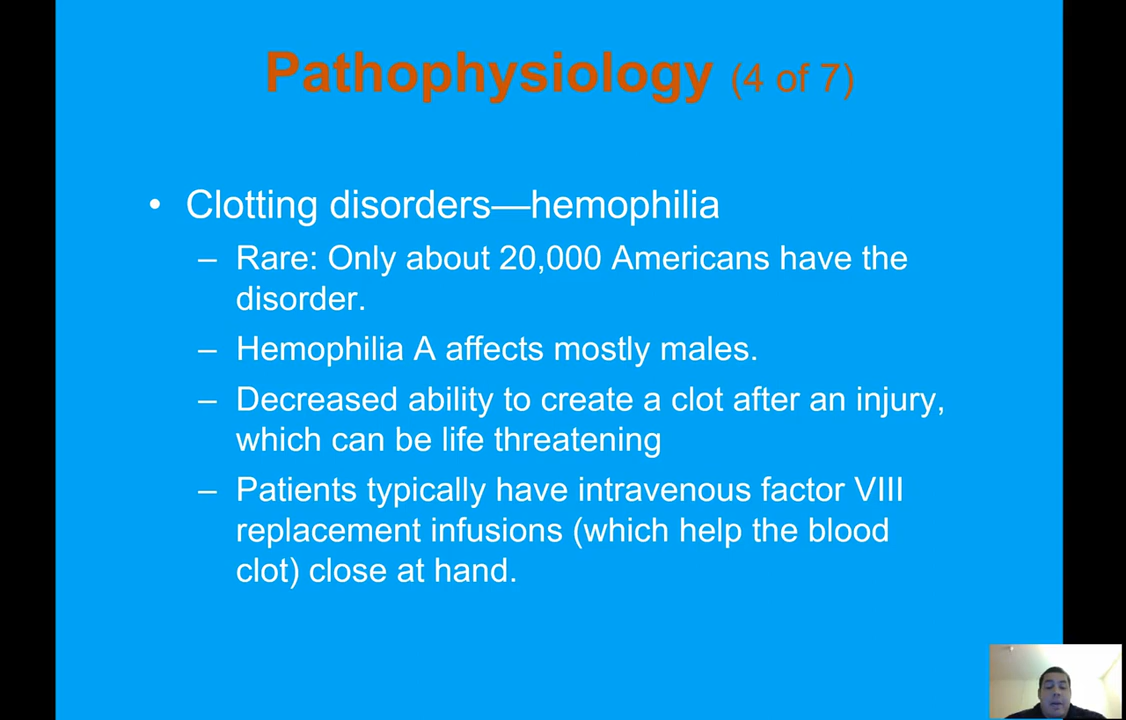 Pathophysiology (4 of 7)
• Clotting disorders—hemophilia
– Rare: Only about 20,000 Americans have the
disorder.
– Hemophilia A affects mostly males.
– Decreased ability to create a clot after an injury,
which can be life threatening
– Patients typically have intravenous factor VIII
replacement infusions (which help the blood
clot) close at hand.